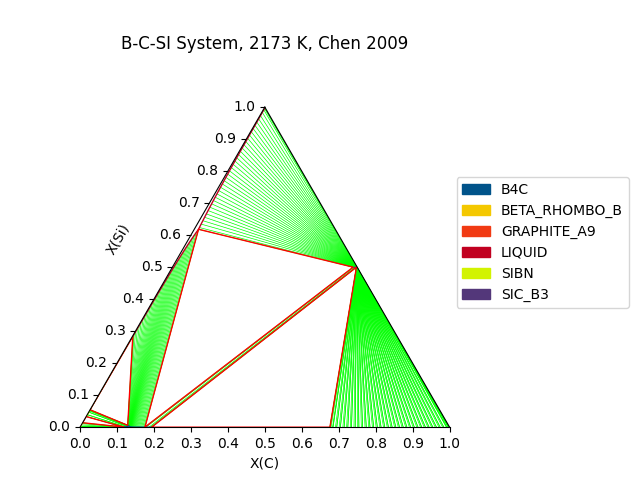 B-C-SI System, 2173 K, Chen 2009
1.0
0.9
0.8
0.7
0.6
0.5
0.4
0.3
0.2
0.1
0.0
X(Si)
0.0 0.1 0.2 0.3 0.4 0.5 0.6 0.7 0.8 0.9 1.0
X(C)
B4C
BETA_RHOMBO_B
GRAPHITE_A9
LIQUID
SIBN
SIC_B3